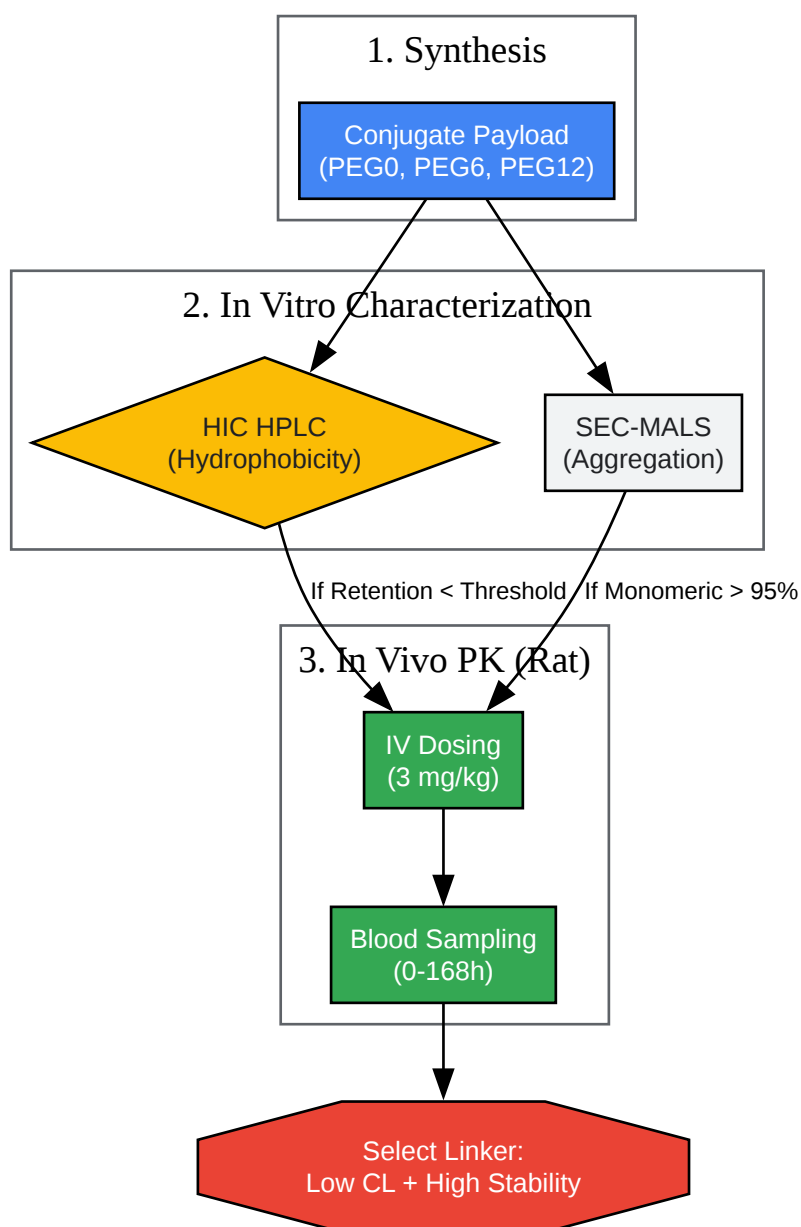 1. Synthesis
Conjugate Payload
(PEG0, PEG6, PEG12)
2. In Vitro Characterization
HIC HPLC
(Hydrophobicity)
SEC-MALS
(Aggregation)
If Retention < Threshold
If Monomeric > 95%
3. In Vivo PK (Rat)
IV Dosing
(3 mg/kg)
Blood Sampling
(0-168h)
Select Linker:
Low CL + High Stability